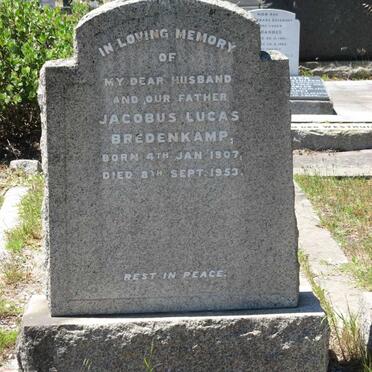 IN LOVING MEMORY
OF
MY DEAR HUSBAND
AND OUR FATHER
JACOBUS LUCAS
BREDENKAMP,
BORN 4TH JAN 1907,
DIED 8TH SEPT. 1953.
REST IN PEACE.